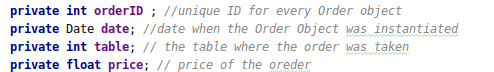 private int orderID ; //unique ID for every Order object
private Date date; //date when the Order Object was instantiated
private int table; // the table where the order was taken
private float price; // price of the oreder